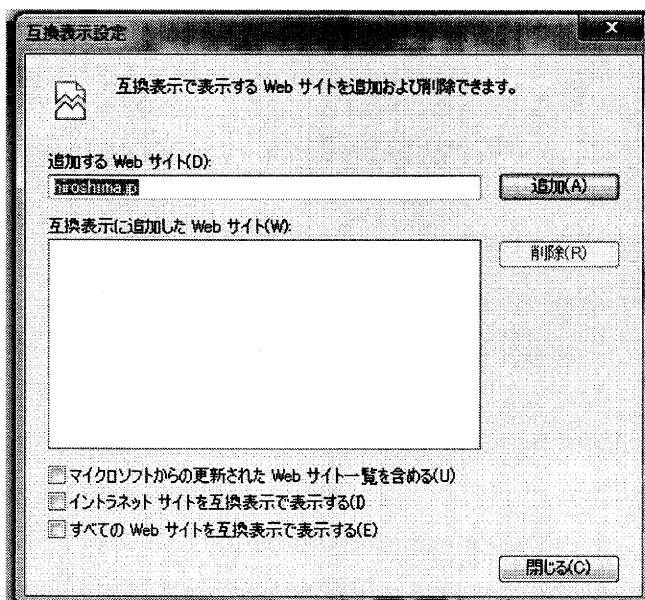 互換表示設定
x
互換表示で表示する Web サイトを追加および削除できます。
追加する Web サイト(D):
hiroshima.jp
追加(A)
互換表示に追加した Web サイト(W):
削除(R)
マイクロソフトからの更新された Web サイト一覧を含める(U)
イントラネット サイトを互換表示で表示する(I)
すべての Web サイトを互換表示で表示する(E)
閉じる(C)